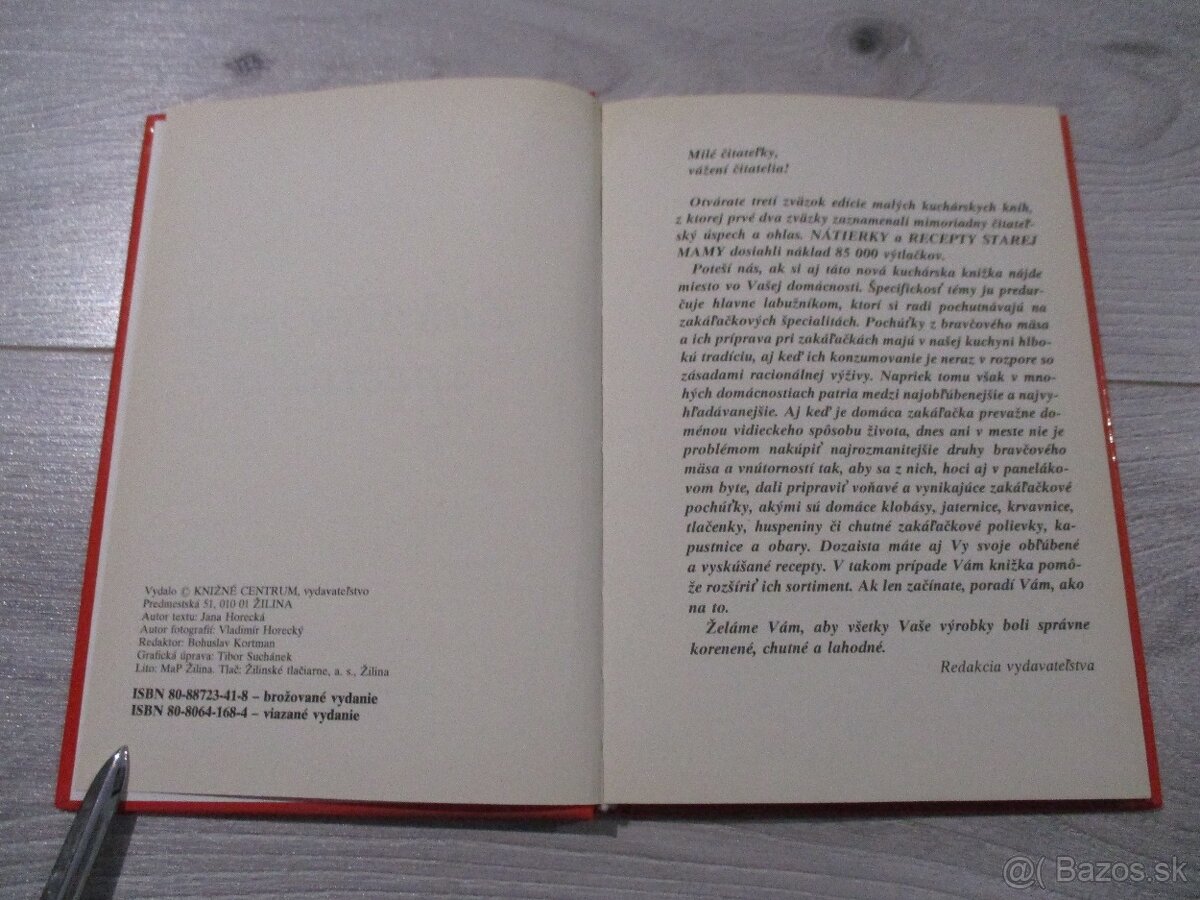 Vydalo © KNIŽNÉ CENTRUM, vydavateľstvo
Predmestská 51, 010 01 ŽILINA
Autor textu: Jana Horecká
Autor fotografií: Vladimír Horecký
Redaktor: Bohuslav Kortman
Grafická úprava: Tibor Suchánek
Lito: MaP Žilina. Tlač: Žilinské tlačiarne, a. s., Žilina
ISBN 80-88723-41-8 – brožované vydanie
ISBN 80-8064-168-4 – viazané vydanie
Milé čitateľky,
vážení čitatelia!
Otvárate tretí zväzok edície malých kuchárskych kníh,
z ktorej prvé dva zväzky zaznamenali mimoriadny čitateľ-
ský úspech a ohlas. NÁTIERKY a RECEPTY STAREJ
MAMY dosiahli náklad 85 000 výtlačkov.
Poteší nás, ak si aj táto nová kuchárska knižka nájde
miesto vo Vašej domácnosti. Špecifickosť témy ju predur-
čuje hlavne labužníkom, ktorí si radi pochutnávajú na
zakáľačkových špecialitách. Pochúťky z bravčového mäsa
a ich príprava pri zakáľačkách majú v našej kuchyni hlbo-
kú tradíciu, aj keď ich konzumovanie je neraz v rozpore so
zásadami racionálnej výživy. Napriek tomu však v mno-
hých domácnostiach patria medzi najobľúbenejšie a najvy-
hľadávanejšie. Aj keď je domáca zakáľačka prevažne do-
ménou vidieckeho spôsobu života, dnes ani v meste nie je
problémom nakúpiť najrozmanitejšie druhy bravčového
mäsa a vnútorností tak, aby sa z nich, hoci aj v paneláko-
vom byte, dali pripraviť voňavé a vynikajúce zakáľačkové
pochúťky, akými sú domáce klobásy, jaternice, krvavnice,
tlačenky, huspeniny či chutné zakáľačkové polievky, ka-
pustnice a obary. Dozaista máte aj Vy svoje obľúbené
a vyskúšané recepty. V takom prípade Vám knižka pomô-
že rozšíriť ich sortiment. Ak len začínate, poradí Vám, ako
na to.
Želáme Vám, aby všetky Vaše výrobky boli správne
korenené, chutné a lahodné.
Redakcia vydavateľstva
@( Bazos.sk